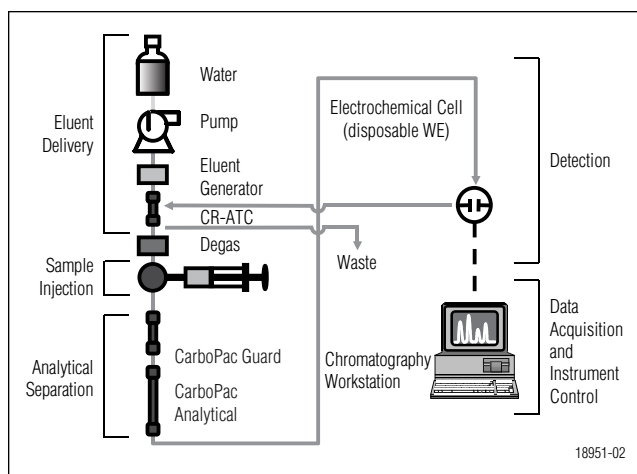 Water
Eluent
Delivery
Pump
Eluent
Generator
CR-ATC
Degas
Waste
Sample
Injection
Analytical
Separation
CarboPac Guard
CarboPac
Analytical
Electrochemical Cell
(disposable WE)
Detection
Chromatography
Workstation
Data
Acquisition
and
Instrument
Control
18951-02